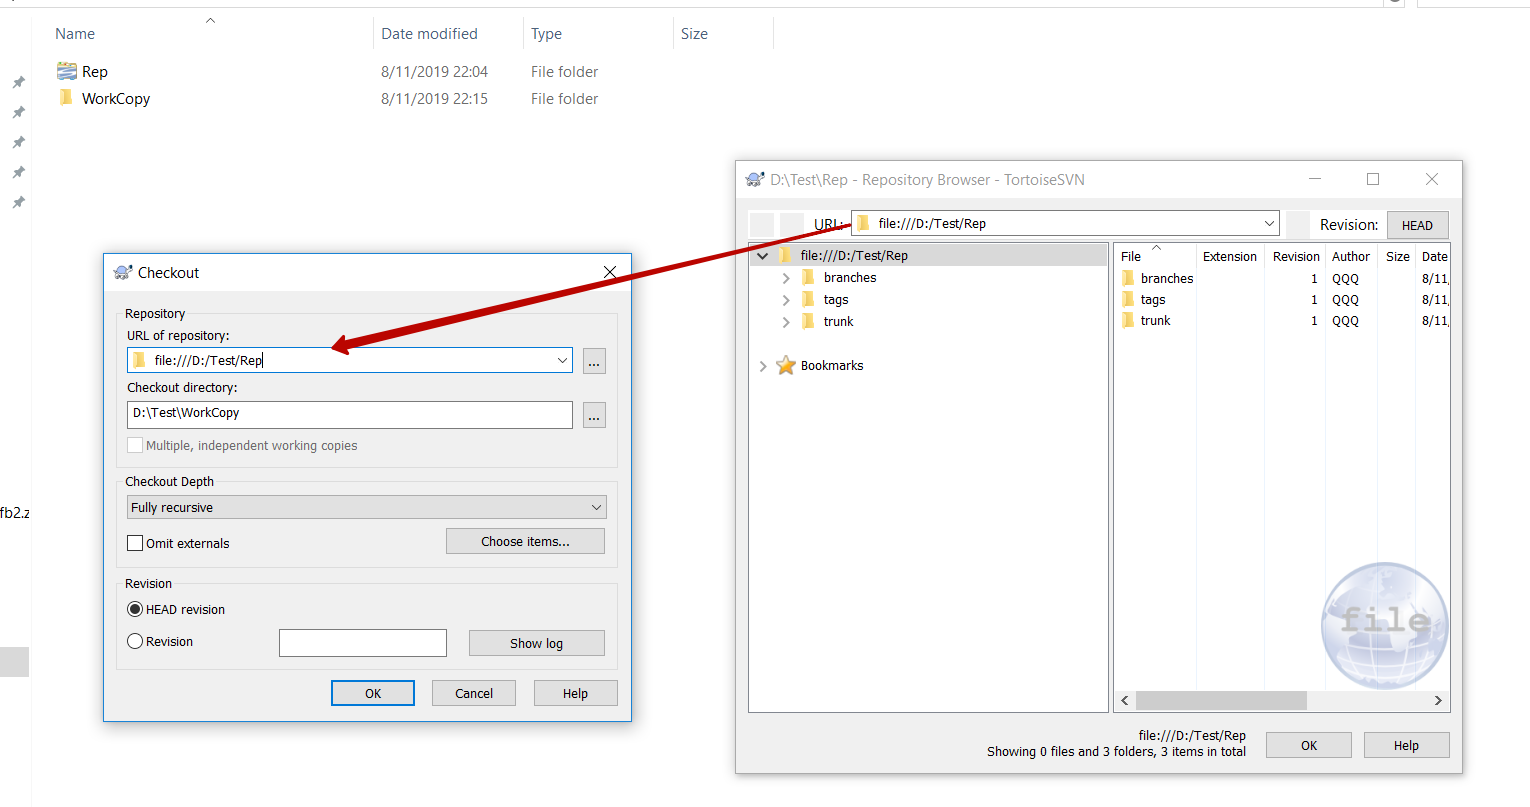 Name Date modified Type Size
Rep 8/11/2019 22:04 File folder
WorkCopy 8/11/2019 22:15 File folder
fb2.z
Checkout
Repository
URL of repository:
file:///D:/Test/Rep
...
Checkout directory:
D:\Test\WorkCopy
...
Multiple, independent working copies
Checkout Depth
Fully recursive
Omit externals
Choose items...
Revision
HEAD revision
Revision
Show log
OK Cancel Help
D:\Test\Rep - Repository Browser - TortoiseSVN
URL: file:///D:/Test/Rep Revision: HEAD
file:///D:/Test/Rep
branches
tags
trunk
Bookmarks
File Extension Revision Author Size Date
branches 1 QQQ 8/11,
tags 1 QQQ 8/11,
trunk 1 QQQ 8/11,
file
file:///D:/Test/Rep
Showing 0 files and 3 folders, 3 items in total
OK Help